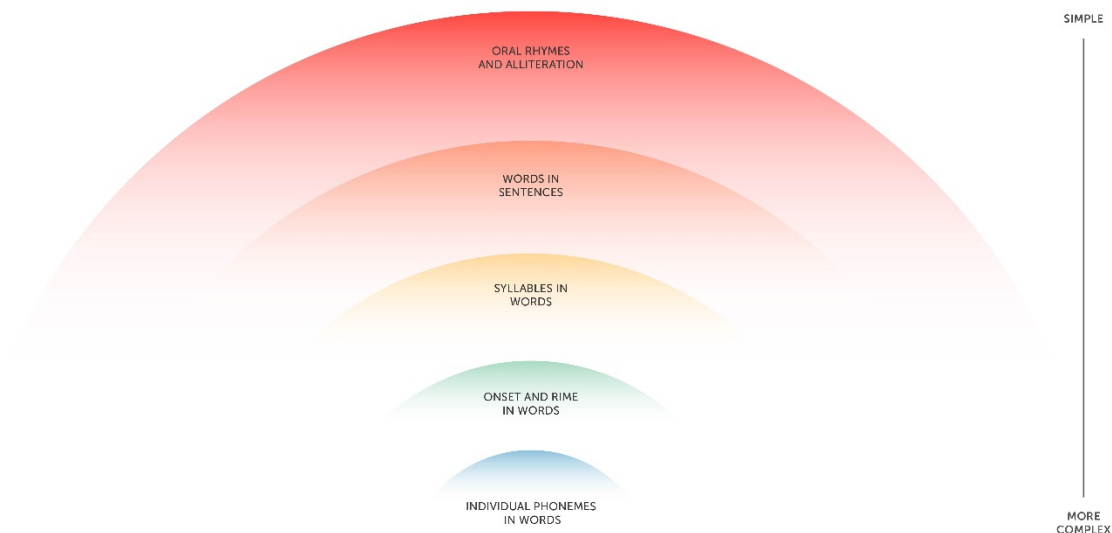 SIMPLE
ORAL RHYMES
AND ALLITERATION
WORDS IN
SENTENCES
SYLLABLES IN
WORDS
ONSET AND RIME
IN WORDS
INDIVIDUAL PHONEMES
IN WORDS
MORE
COMPLEX